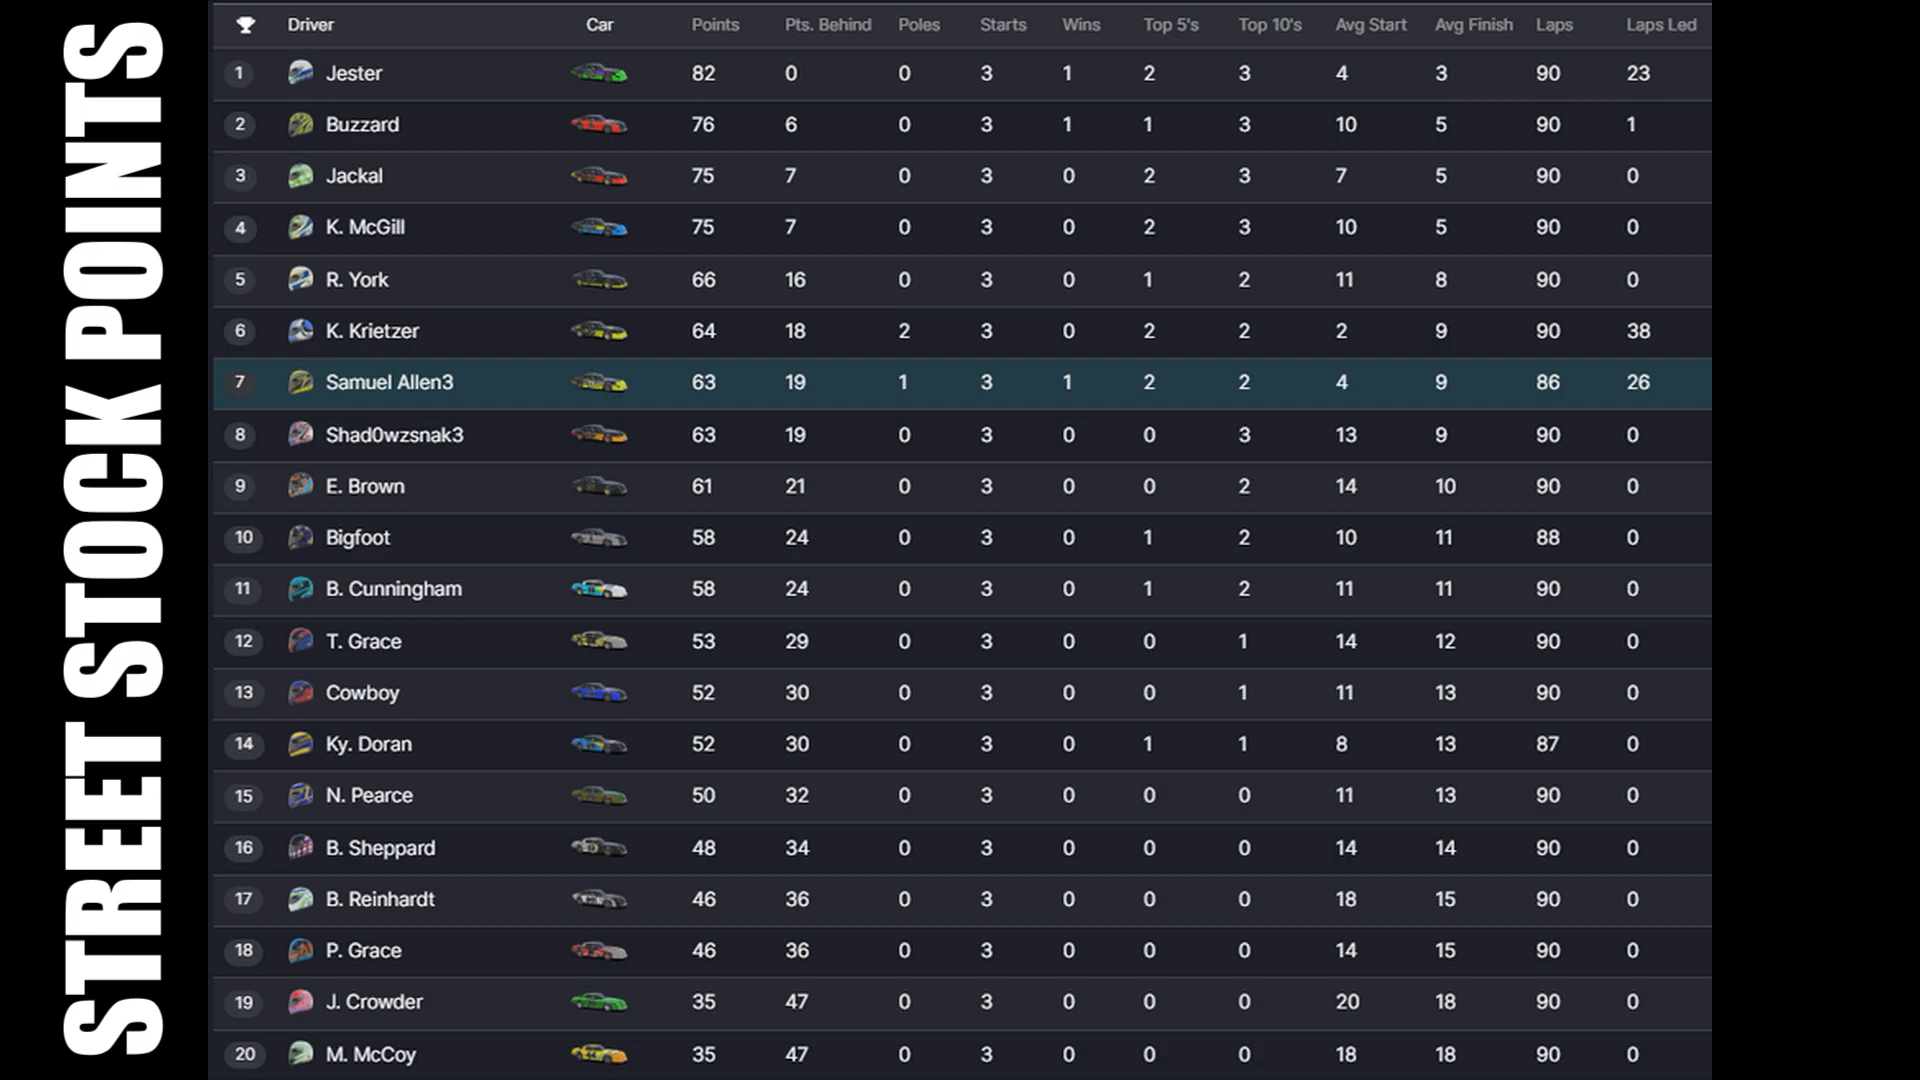 STREET STOCK POINTS
Driver Car Points Pts. Behind Poles Starts Wins Top 5's Top 10's Avg Start Avg Finish Laps Laps Led
1 Jester 82 0 0 3 1 2 3 4 3 90 23
2 Buzzard 76 6 0 3 1 1 3 10 5 90 1
3 Jackal 75 7 0 3 0 2 3 7 5 90 0
4 K. McGill 75 7 0 3 0 2 3 10 5 90 0
5 R. York 66 16 0 3 0 1 2 11 8 90 0
6 K. Krietzer 64 18 2 3 0 2 2 2 9 90 38
7 Samuel Allen3 63 19 1 3 1 2 2 4 9 86 26
8 Shad0wzsnak3 63 19 0 3 0 0 3 13 9 90 0
9 E. Brown 61 21 0 3 0 0 2 14 10 90 0
10 Bigfoot 58 24 0 3 0 1 2 10 11 88 0
11 B. Cunningham 58 24 0 3 0 1 2 11 11 90 0
12 T. Grace 53 29 0 3 0 0 1 14 12 90 0
13 Cowboy 52 30 0 3 0 0 1 11 13 90 0
14 Ky. Doran 52 30 0 3 0 1 1 8 13 87 0
15 N. Pearce 50 32 0 3 0 0 0 11 13 90 0
16 B. Sheppard 48 34 0 3 0 0 0 14 14 90 0
17 B. Reinhardt 46 36 0 3 0 0 0 18 15 90 0
18 P. Grace 46 36 0 3 0 0 0 14 15 90 0
19 J. Crowder 35 47 0 3 0 0 0 20 18 90 0
20 M. McCoy 35 47 0 3 0 0 0 18 18 90 0